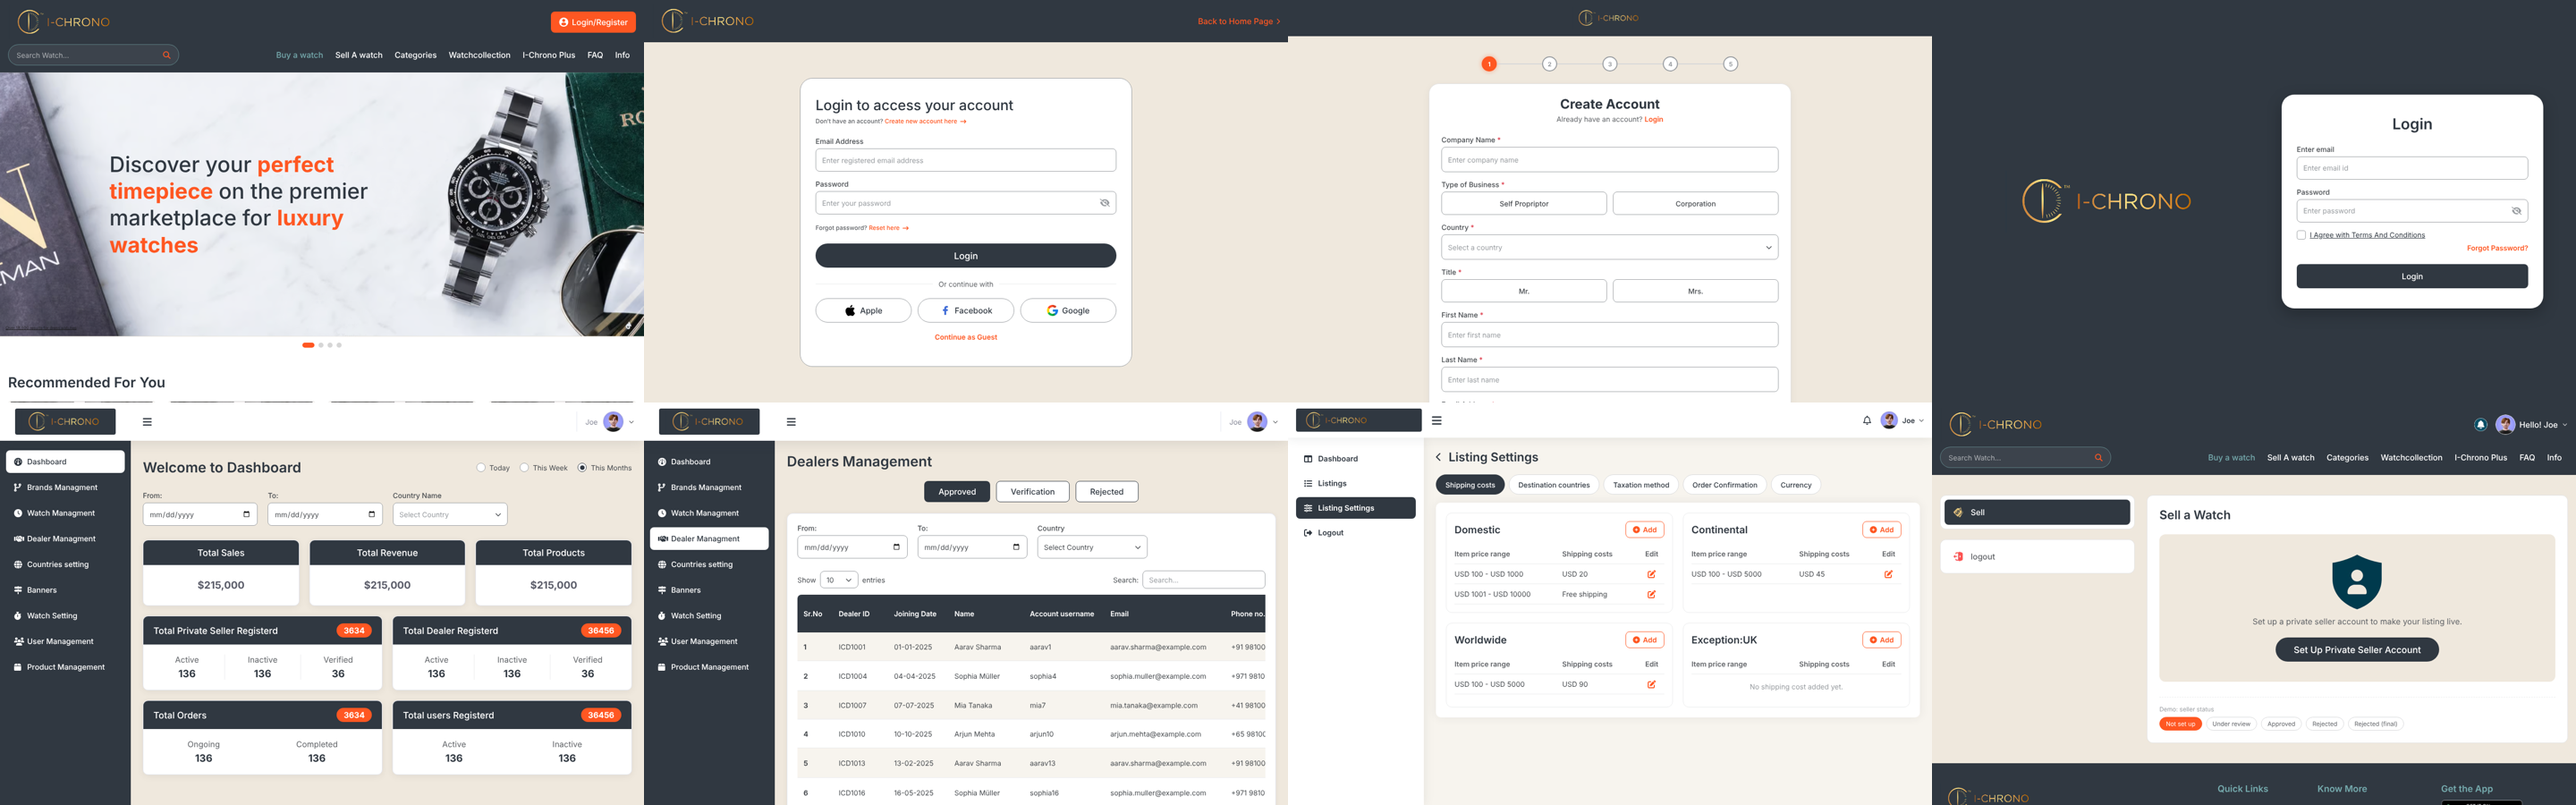 I-CHRONO
Login/Register
Search Watch...
Buy a watch
Sell A watch
Categories
Watchcollection
I-Chrono Plus
FAQ
Info
Discover your perfect
timepiece on the premier
marketplace for luxury
watches
Recommended For You
I-CHRONO
Back to Home Page
Login to access your account
Don't have an account? Create new account here
Email Address
Enter registered email address
Password
Enter your password
Forgot password? Reset here
Login
Or continue with
Apple
Facebook
Google
Continue as Guest
I-CHRONO
1
2
3
4
5
Create Account
Already have an account? Login
Company Name *
Enter company name
Type of Business *
Self Propriptor
Corporation
Country *
Select a country
Title *
Mr.
Mrs.
First Name *
Enter first name
Last Name *
Enter last name
I-CHRONO
TM
Login
Enter email
Enter email id
Password
Enter password
I Agree with Terms And Conditions
Forgot Password?
Login
I-CHRONO
Joe
Dashboard
Brands Managment
Watch Managment
Dealer Managment
Countries setting
Banners
Watch Setting
User Management
Product Management
Welcome to Dashboard
Today
This Week
This Months
From:
To:
Country Name
mm/dd/yyyy
mm/dd/yyyy
Select Country
Total Sales
Total Revenue
Total Products
$215,000
$215,000
$215,000
Total Private Seller Registerd
3634
Total Dealer Registerd
36456
Active
Inactive
Verified
136
136
36
Active
Inactive
Verified
136
136
36
Total Orders
3634
Total users Registerd
36456
Ongoing
Completed
136
136
Active
Inactive
136
136
I-CHRONO
Joe
Dashboard
Brands Managment
Watch Managment
Dealer Managment
Countries setting
Banners
Watch Setting
User Management
Product Management
Dealers Management
Approved
Verification
Rejected
From:
To:
Country
mm/dd/yyyy
mm/dd/yyyy
Select Country
Show 10 entries
Search:
Search...
Sr.No Dealer ID Joining Date Name Account username Email Phone no.
1 ICD1001 01-01-2025 Aarav Sharma aarav1 aarav.sharma@example.com +91 98100
2 ICD1004 04-04-2025 Sophia Müller sophia4 sophia.muller@example.com +971 9810
3 ICD1007 07-07-2025 Mia Tanaka mia7 mia.tanaka@example.com +41 98100
4 ICD1010 10-10-2025 Arjun Mehta arjun10 arjun.mehta@example.com +65 98100
5 ICD1013 13-02-2025 Aarav Sharma aarav13 aarav.sharma@example.com +91 98100
6 ICD1016 16-05-2025 Sophia Müller sophia16 sophia.muller@example.com +971 9810
I-CHRONO
Joe
Dashboard
Listings
Listing Settings
Logout
Listing Settings
Shipping costs
Destination countries
Taxation method
Order Confirmation
Currency
Domestic
Add
Item price range Shipping costs Edit
USD 100 - USD 1000 USD 20
USD 1001 - USD 10000 Free shipping
Continental
Add
Item price range Shipping costs Edit
USD 100 - USD 5000 USD 45
Worldwide
Add
Item price range Shipping costs Edit
USD 100 - USD 5000 USD 90
Exception:UK
Add
Item price range Shipping costs Edit
No shipping cost added yet.
I-CHRONO
Hello! Joe
Search Watch...
Buy a watch
Sell A watch
Categories
Watchcollection
I-Chrono Plus
FAQ
Info
Sell
logout
Sell a Watch
Set up a private seller account to make your listing live.
Set Up Private Seller Account
Demo: seller status
Not set up
Under review
Approved
Rejected
Rejected (final)
I-CHRONO
Quick Links
Know More
Get the App